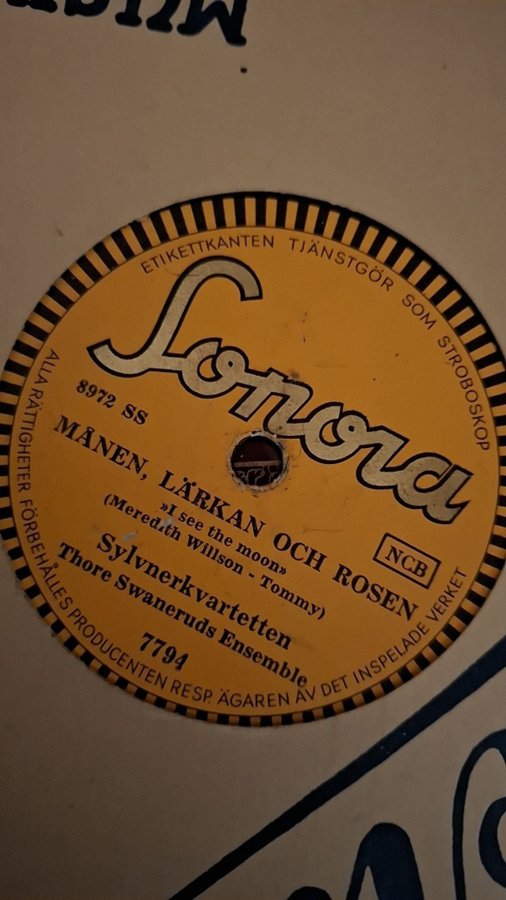 ETIKETTKANTEN TJÄNSTGÖR SOM STROBOSKOP
Sonora
8972 SS
MÅNEN, LÄRKAN OCH ROSEN
»I see the moon»
(Meredith Willson - Tommy)
NCB
Sylvnerkvartetten
Thore Swaneruds Ensemble
7794
ALLA RÄTTIGHETER FÖRBEHÅLLES PRODUCENTEN RESP. ÄGAREN AV DET INSPELADE VERKET